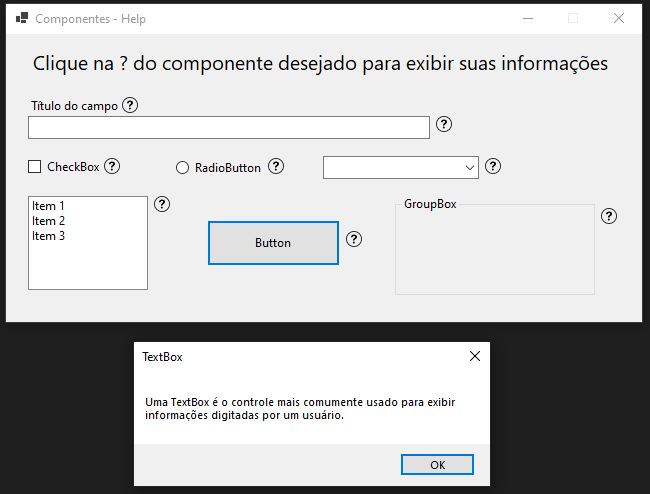 Componentes - Help
Clique na ? do componente desejado para exibir suas informações
Título do campo ?
?
CheckBox ? RadioButton ? ?
Item 1
Item 2
Item 3
?
Button ?
GroupBox
?
TextBox
Uma TextBox é o controle mais comumente usado para exibir
informações digitadas por um usuário.
OK